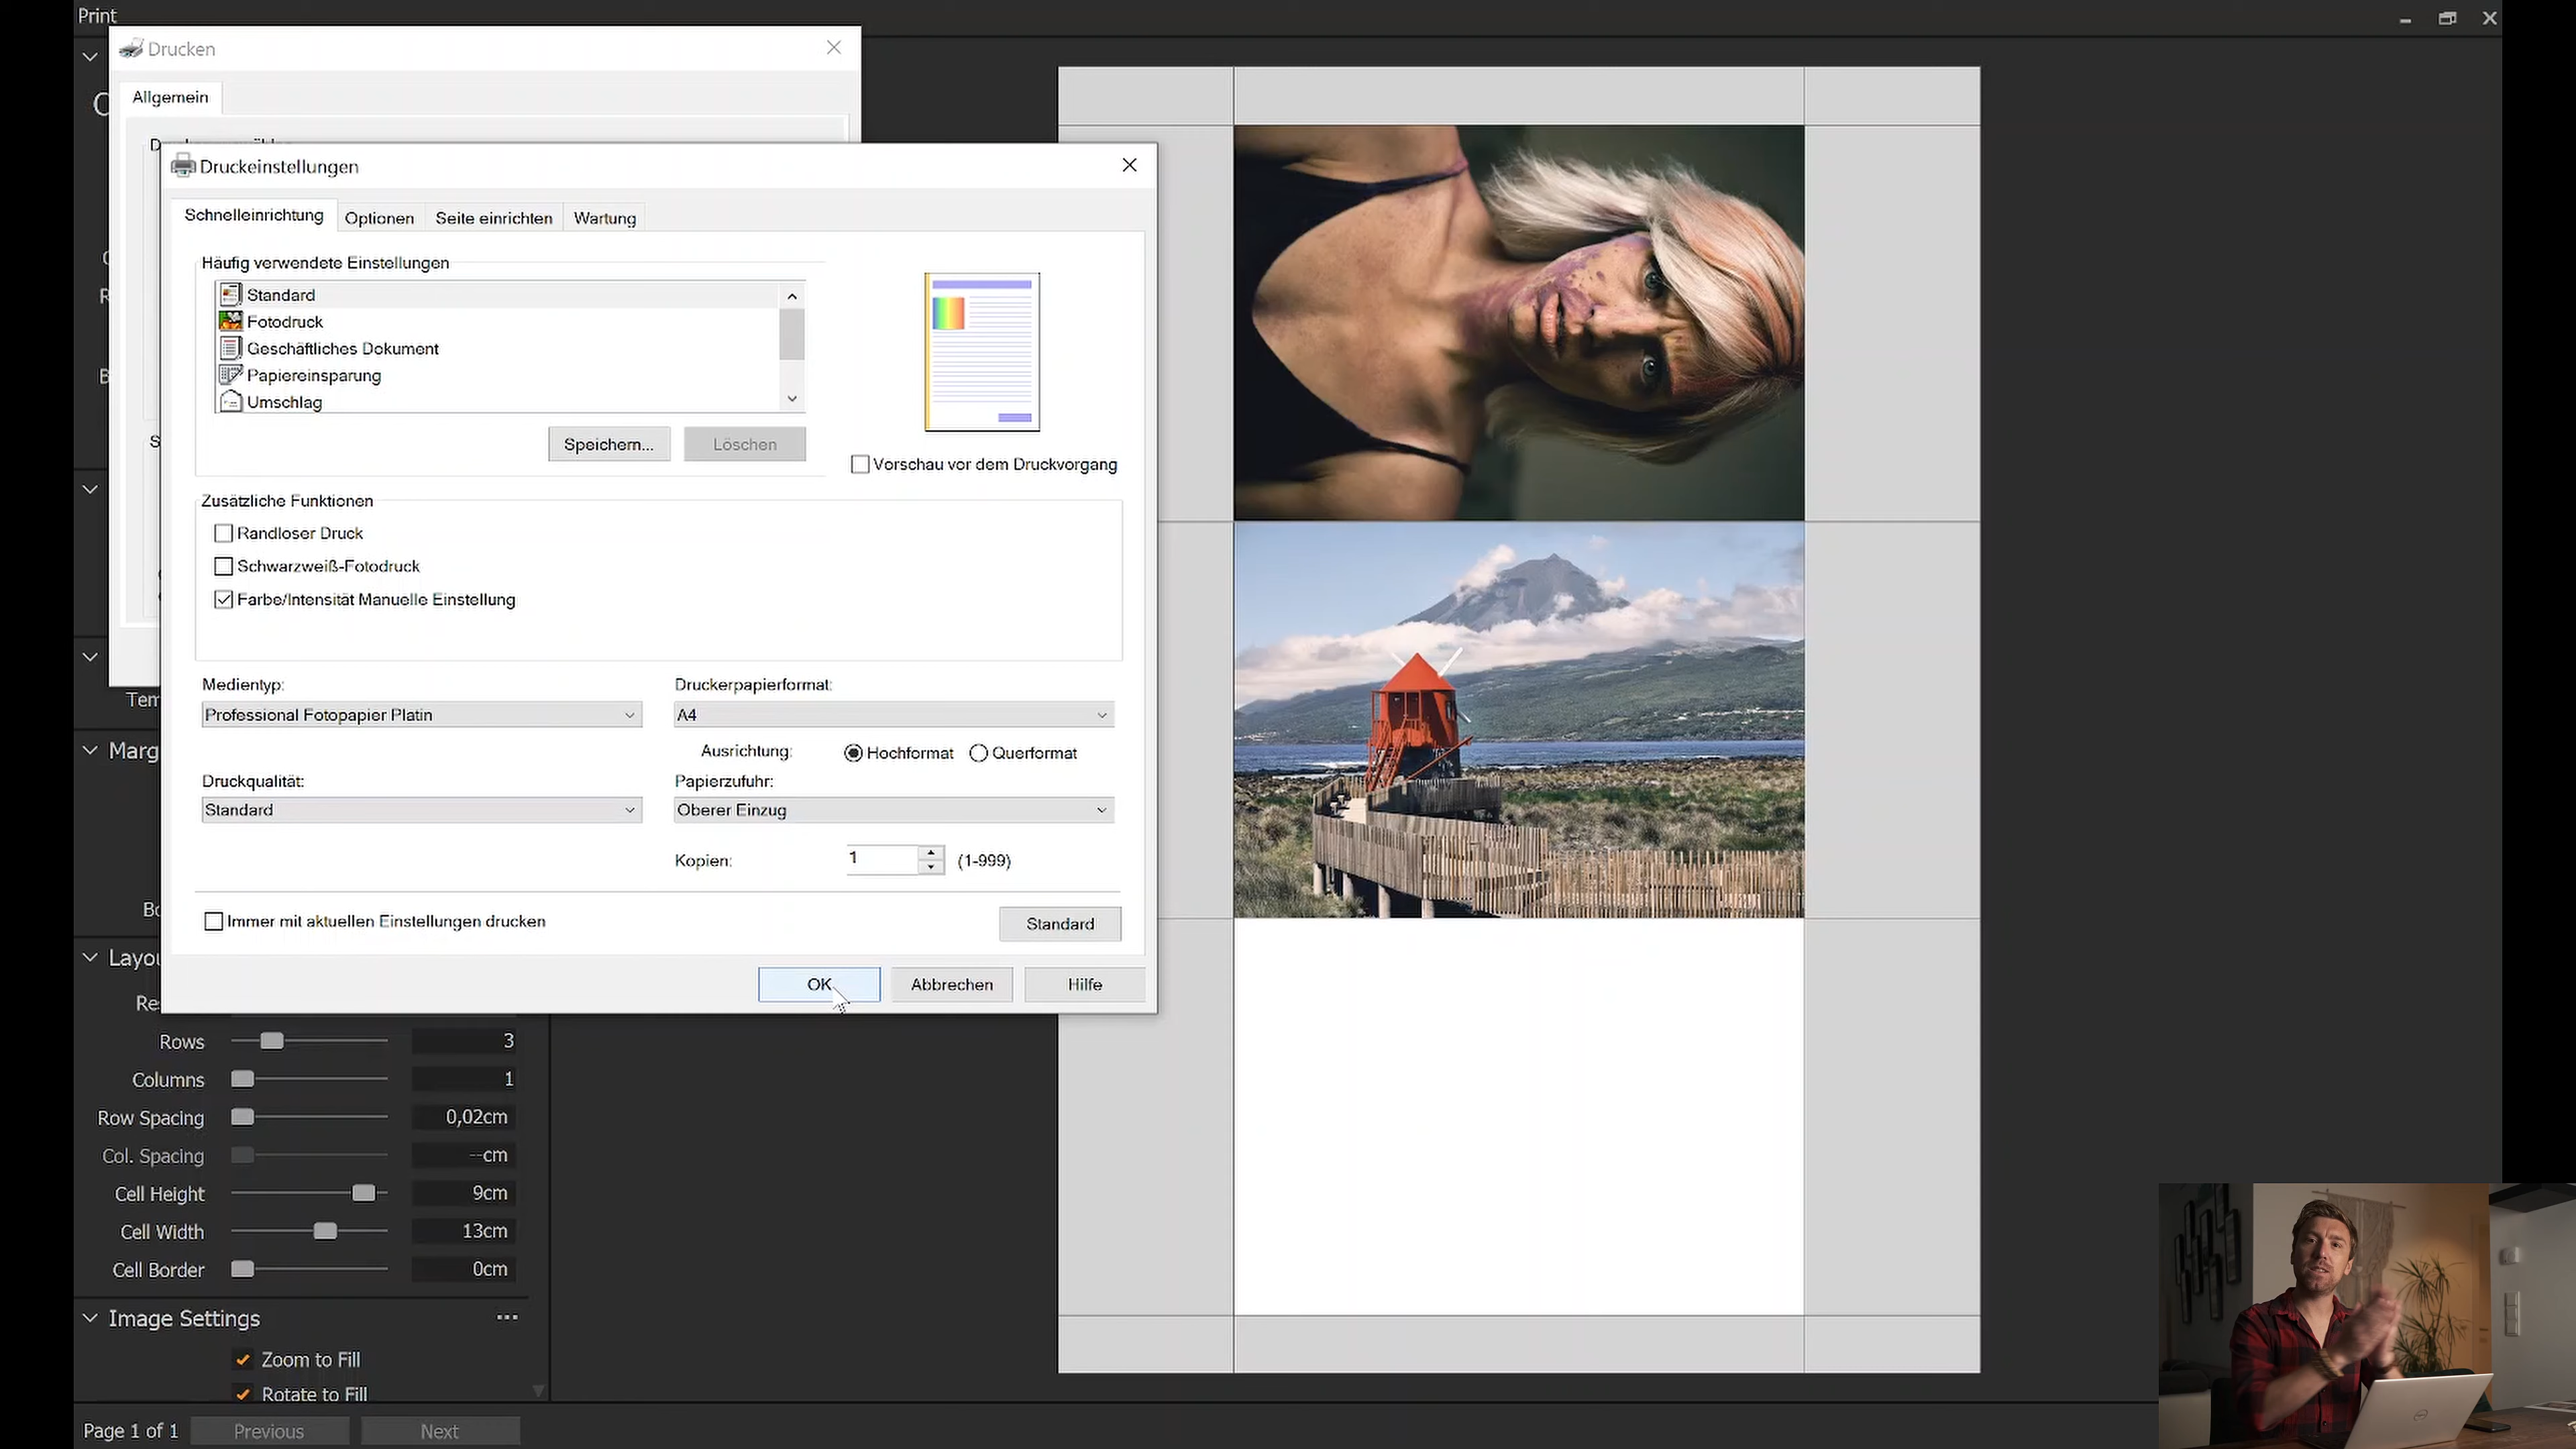 Print
Drucken
Allgemein
Druckeinstellungen
Schnelleinrichtung
Optionen
Seite einrichten
Wartung
Häufig verwendete Einstellungen
Standard
Fotodruck
Geschäftliches Dokument
Papiereinsparung
Umschlag
Speichern...
Löschen
Vorschau vor dem Druckvorgang
Zusätzliche Funktionen
Randloser Druck
Schwarzweiß-Fotodruck
Farbe/Intensität Manuelle Einstellung
Medientyp:
Druckerpapierformat:
Professional Fotopapier Platin
A4
Ausrichtung:
Hochformat
Querformat
Druckqualität:
Papierzufuhr:
Standard
Oberer Einzug
Kopien:
1
(1-999)
Immer mit aktuellen Einstellungen drucken
Standard
OK
Abbrechen
Hilfe
Rows
3
Columns
1
Row Spacing
0,02cm
Col. Spacing
--cm
Cell Height
9cm
Cell Width
13cm
Cell Border
0cm
Image Settings
Zoom to Fill
Rotate to Fill
Page 1 of 1
Previous
Next